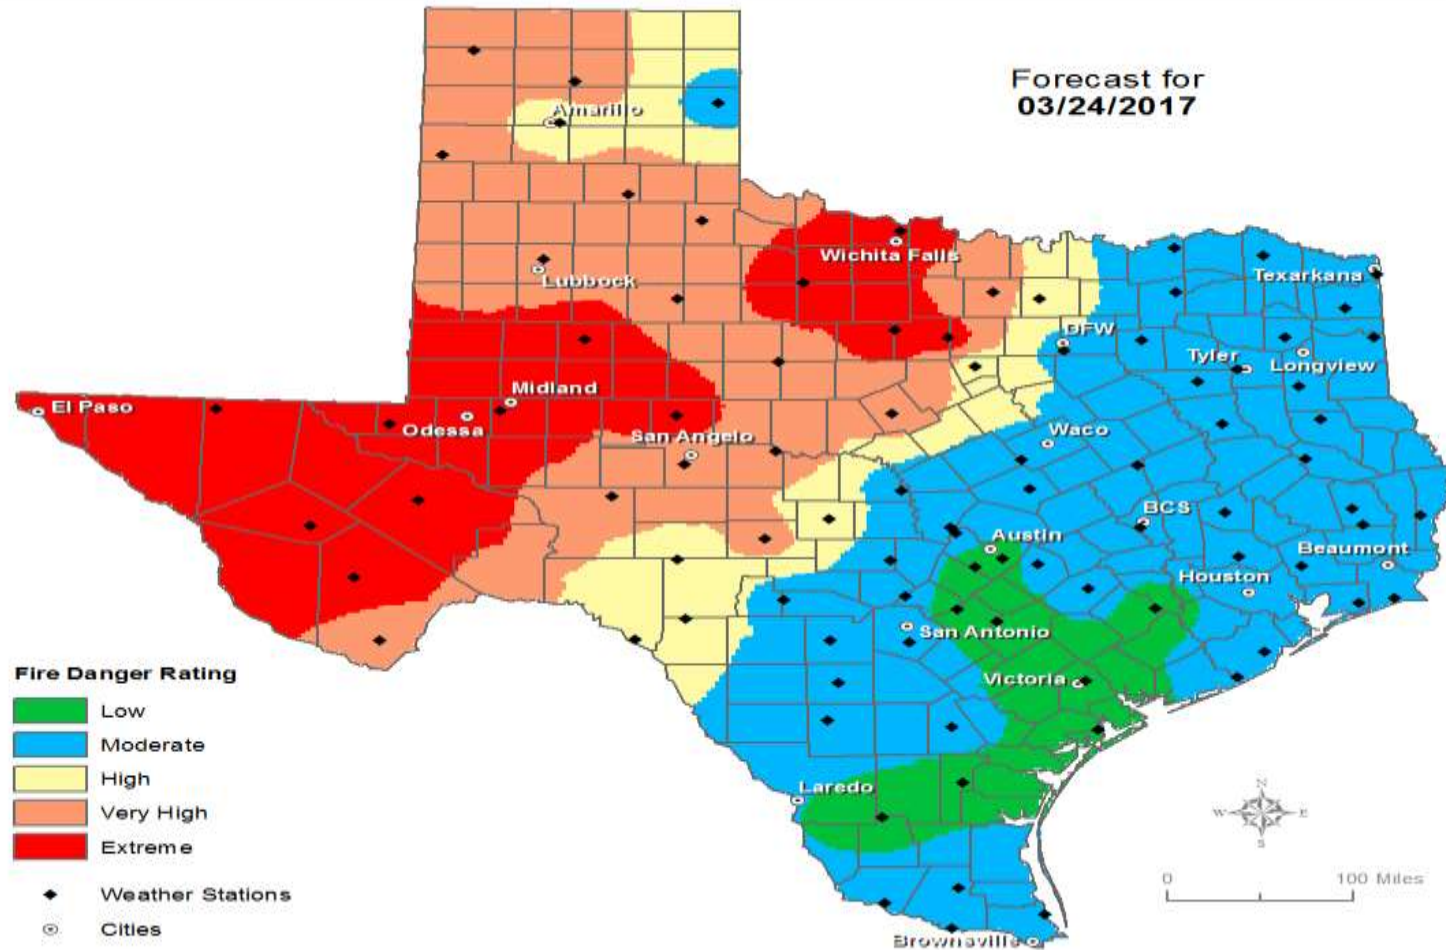 Forecast for
03/24/2017
Amarillo
Wichita Falls
Texarkana
Lubbock
DFW
Tyler
Longview
Midland
El Paso
Odessa
Waco
San Angelo
BCS
Austin
Beaumont
Houston
San Antonio
Victoria
Laredo
Brownsville
Fire Danger Rating
Low
Moderate
High
Very High
Extreme
Weather Stations
Cities
N
W E
S
0 100 Miles